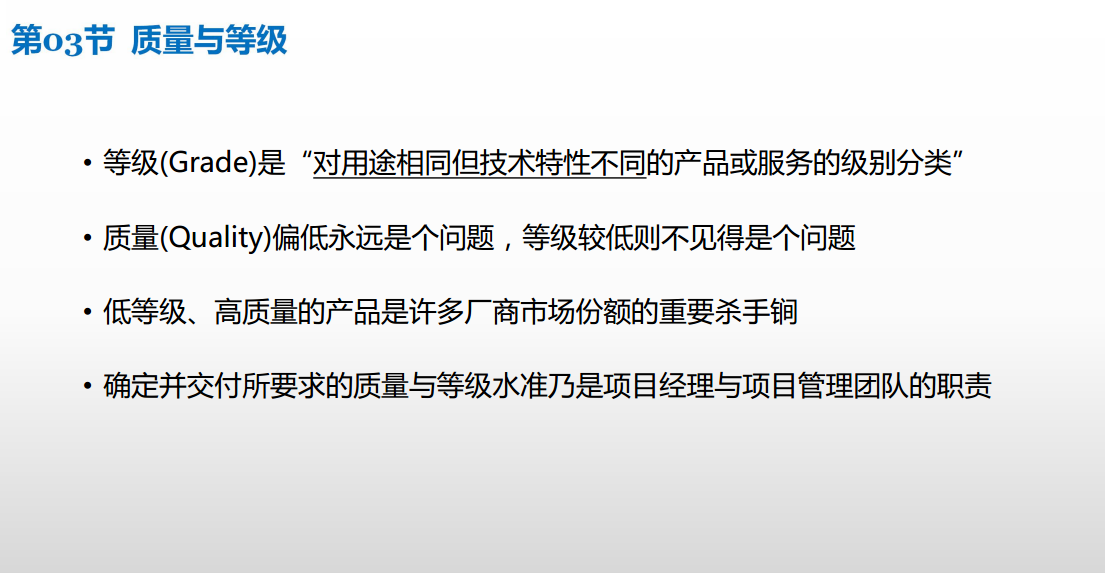 第03节 质量与等级
• 等级(Grade)是“对用途相同但技术特性不同的产品或服务的级别分类”
• 质量(Quality)偏低永远是个问题，等级较低则不见得是个问题
• 低等级、高质量的产品是许多厂商市场份额的重要杀手锏
• 确定并交付所要求的质量与等级水准乃是项目经理与项目管理团队的职责